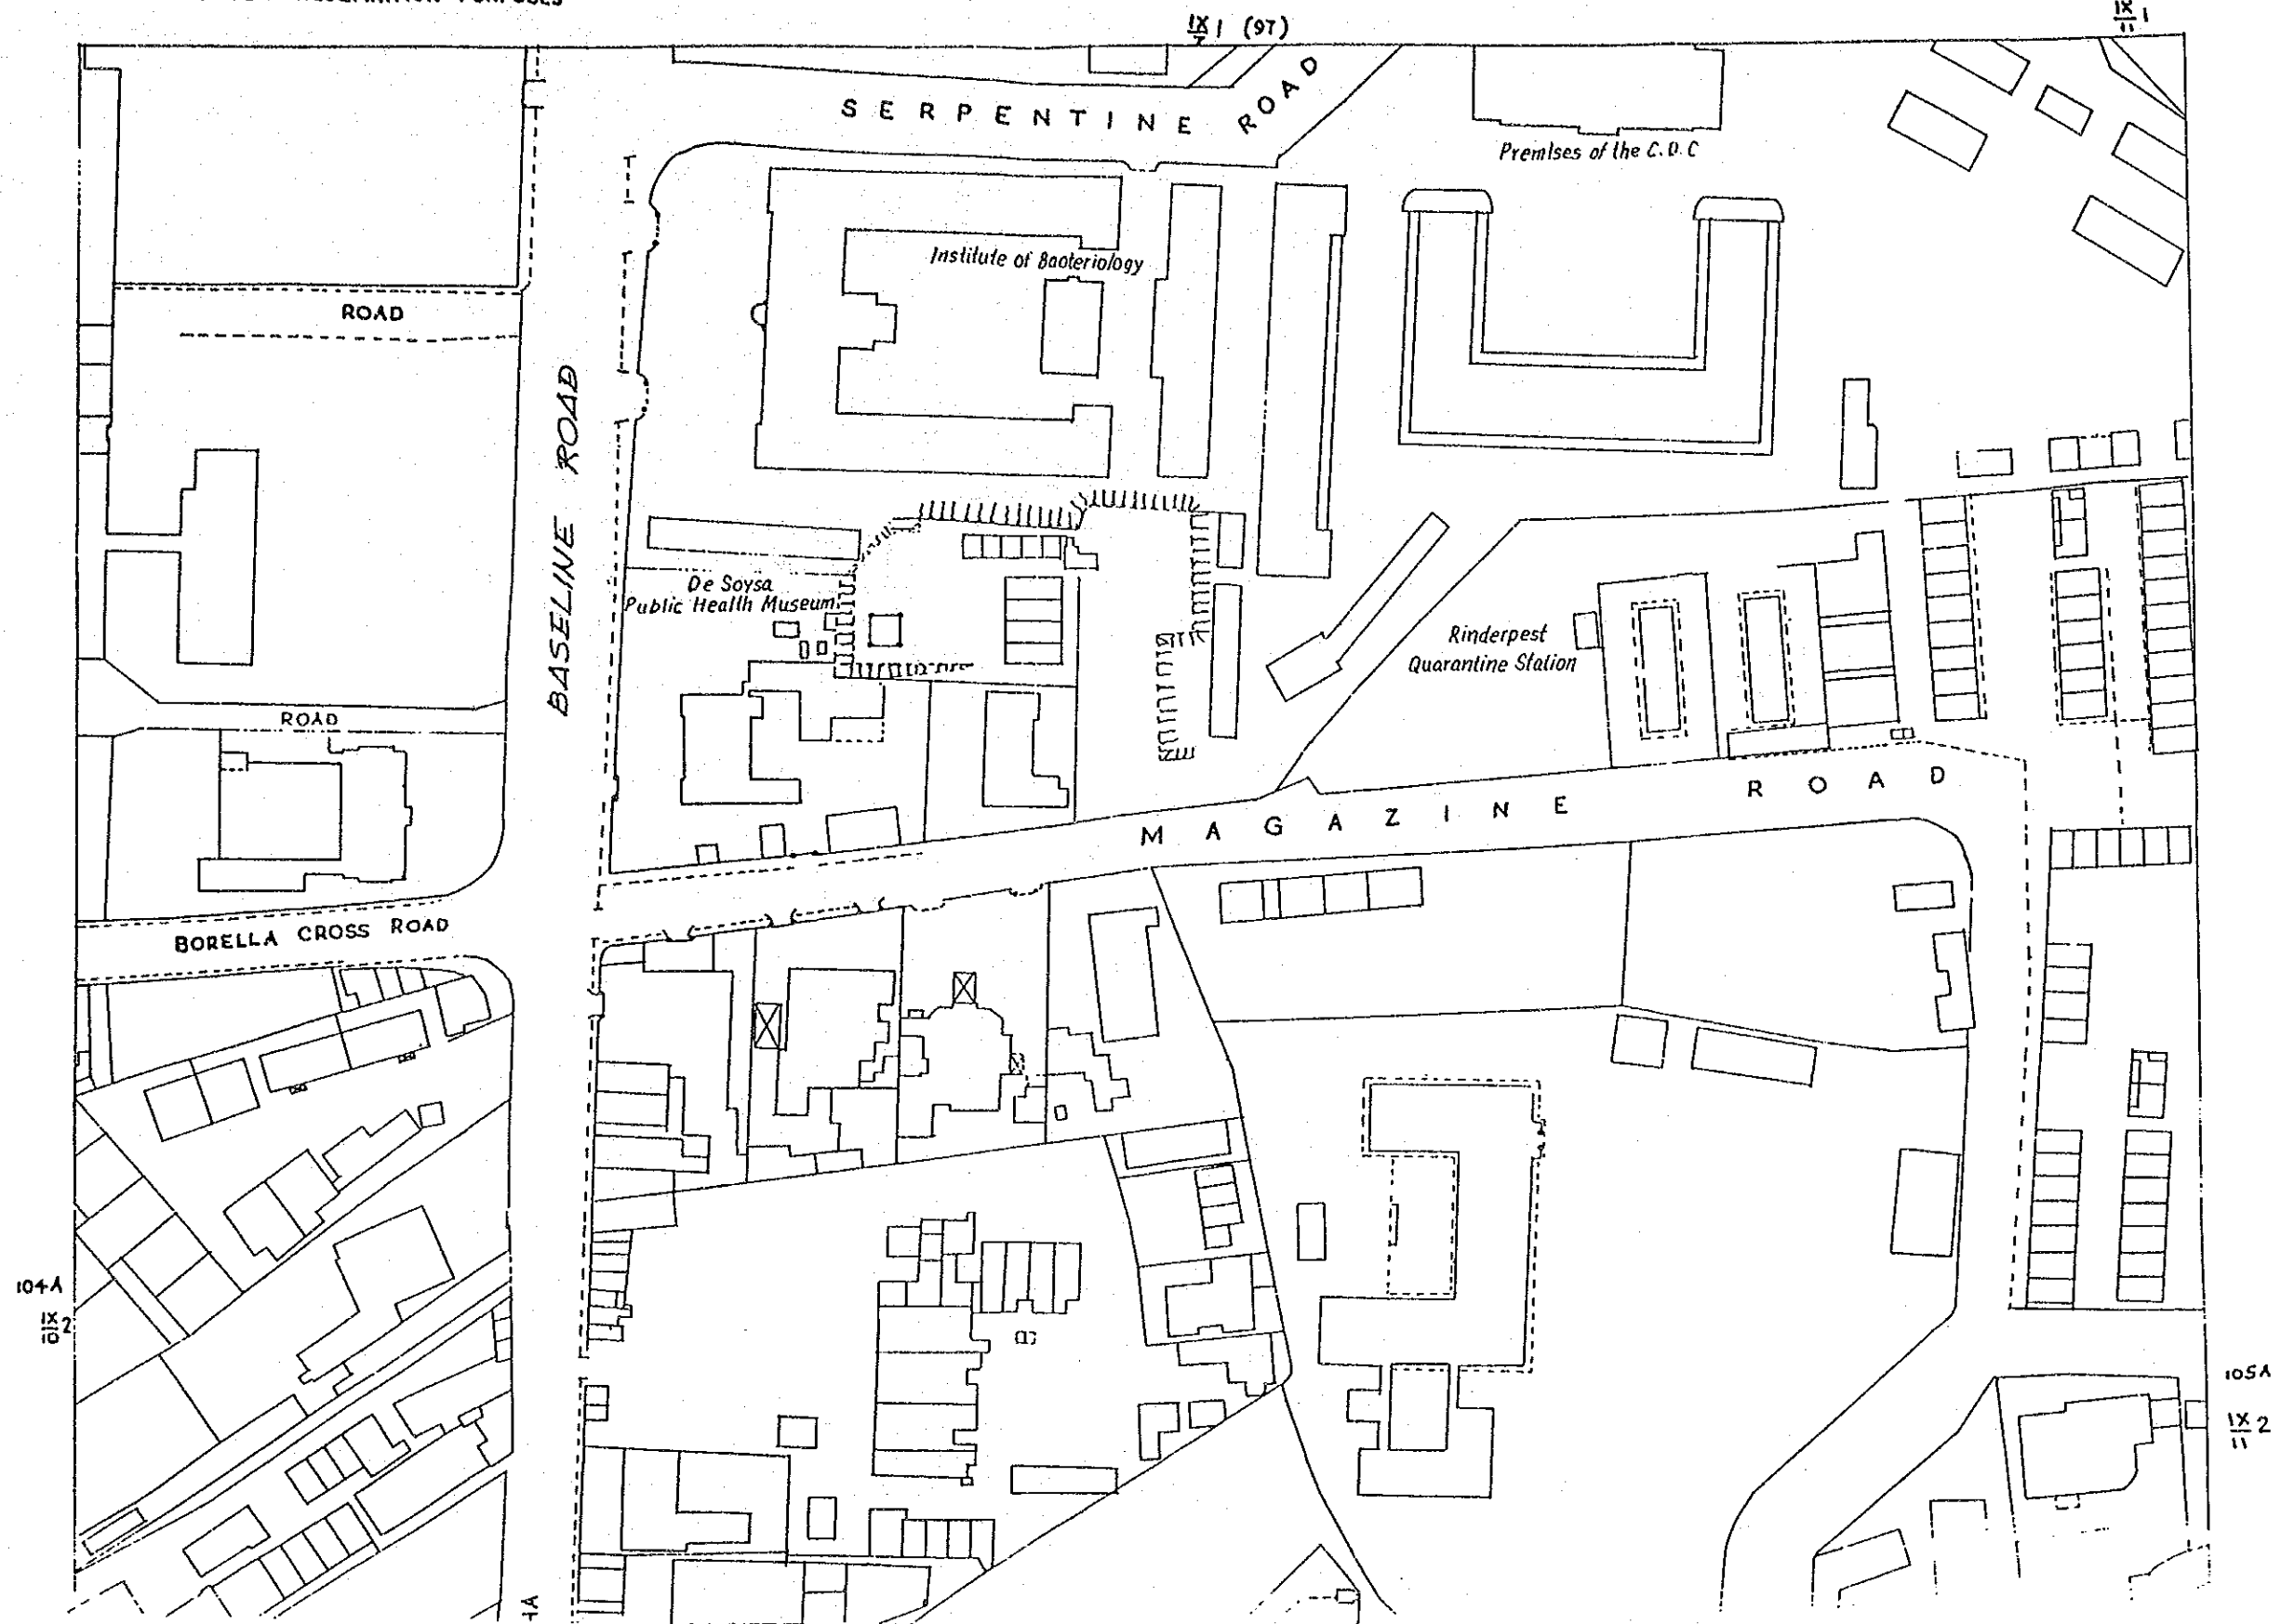 PURPOSES
IX/7 1 (97)
IX/11 1
SERPENTINE ROAD
Premises of the C.D.C
Institute of Bacteriology
ROAD
BASELINE ROAD
De Soysa
Public Health Museum
Rinderpest
Quarantine Station
ROAD
MAGAZINE ROAD
BORELLA CROSS ROAD
104A
IX/10 2
105A
IX/11 2